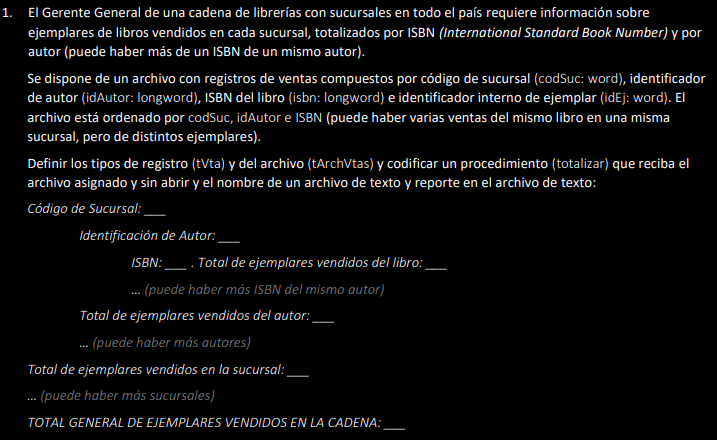 1. El Gerente General de una cadena de librerías con sucursales en todo el país requiere información sobre
ejemplares de libros vendidos en cada sucursal, totalizados por ISBN (International Standard Book Number) y por
autor (puede haber más de un ISBN de un mismo autor).
Se dispone de un archivo con registros de ventas compuestos por código de sucursal (codSuc: word), identificador
de autor (idAutor: longword), ISBN del libro (isbn: longword) e identificador interno de ejemplar (idEj: word). El
archivo está ordenado por codSuc, idAutor e ISBN (puede haber varias ventas del mismo libro en una misma
sucursal, pero de distintos ejemplares).
Definir los tipos de registro (tVta) y del archivo (tArchVtas) y codificar un procedimiento (totalizar) que reciba el
archivo asignado y sin abrir y el nombre de un archivo de texto y reporte en el archivo de texto:
Código de Sucursal: ___
Identificación de Autor: ___
ISBN: ___ . Total de ejemplares vendidos del libro: ___
... (puede haber más ISBN del mismo autor)
Total de ejemplares vendidos del autor: ___
... (puede haber más autores)
Total de ejemplares vendidos en la sucursal: ___
... (puede haber más sucursales)
TOTAL GENERAL DE EJEMPLARES VENDIDOS EN LA CADENA: ___